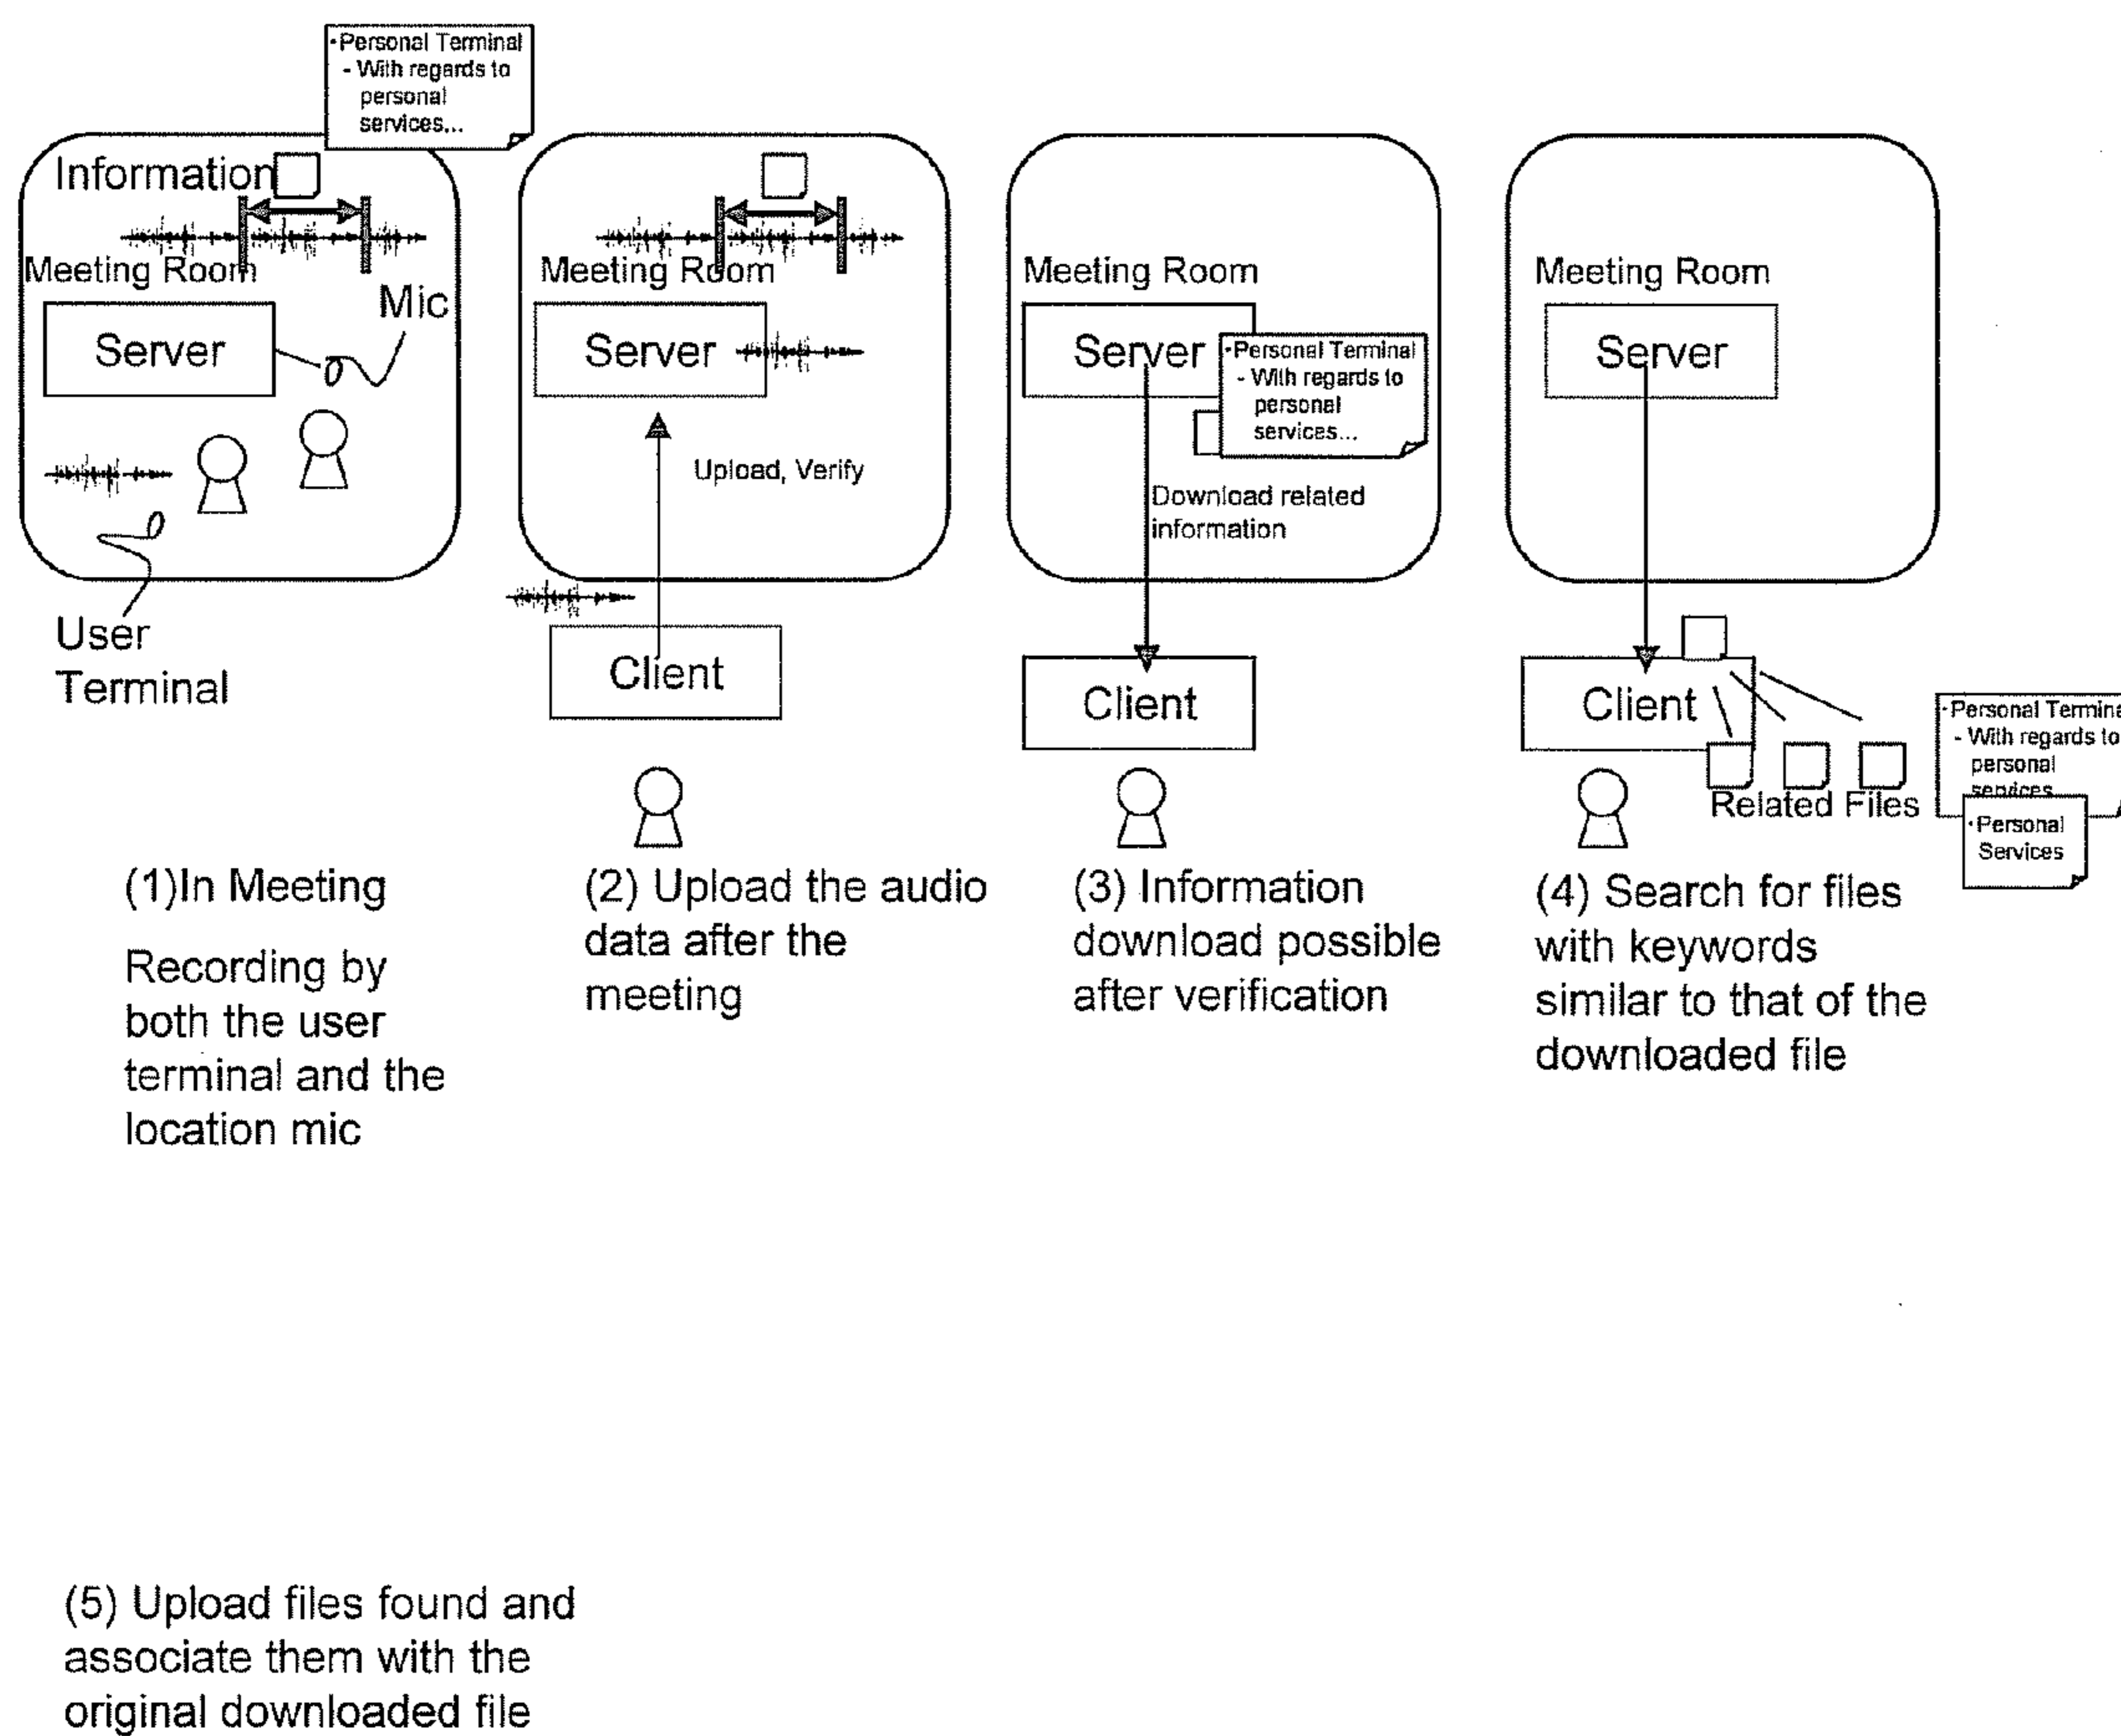 ·Personal Terminal
- With regards to
personal
services...
Information
Meeting Room
Mic
Server
User
Terminal
(1)In Meeting
Recording by
both the user
terminal and the
location mic
Meeting Room
Server
Upload, Verify
Client
(2) Upload the audio
data after the
meeting
Meeting Room
Server
·Personal Terminal
- With regards to
personal
services...
Download related
information
Client
(3) Information
download possible
after verification
Meeting Room
Server
Client
Related Files
·Personal Termina
- With regards to
personal
services
·Personal
Services
(4) Search for files
with keywords
similar to that of the
downloaded file
(5) Upload files found and
associate them with the
original downloaded file